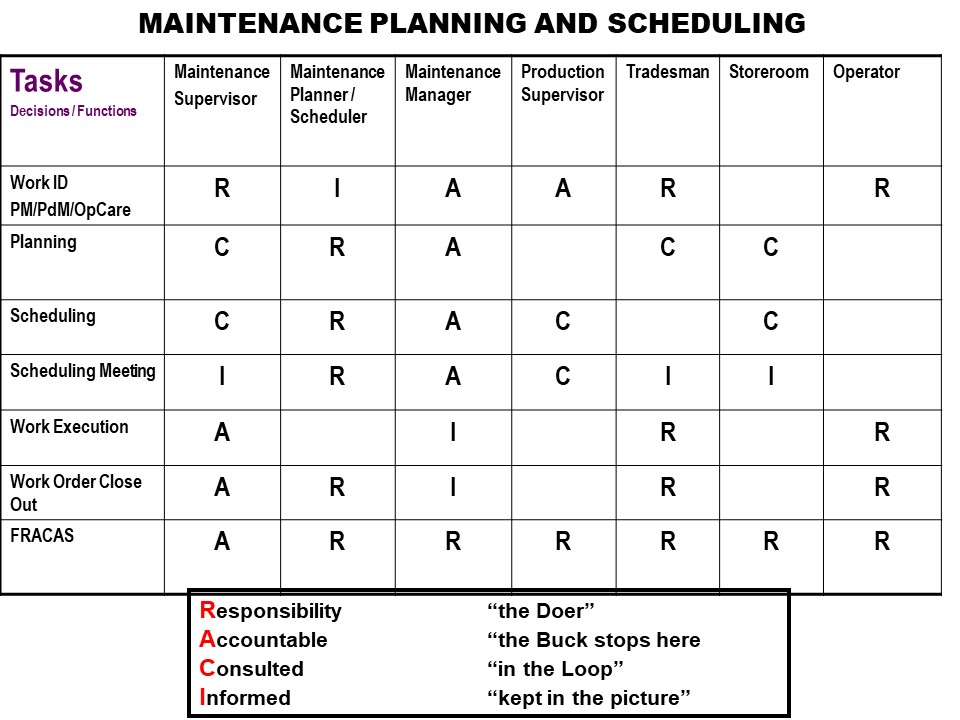 MAINTENANCE PLANNING AND SCHEDULING
Tasks
Decisions / Functions
Maintenance
Supervisor
Maintenance
Planner /
Scheduler
Maintenance
Manager
Production
Supervisor
Tradesman
Storeroom
Operator
Work ID
PM/PdM/OpCare
R I A A R R
Planning
C R A C C
Scheduling
C R A C C
Scheduling Meeting
I R A C I I
Work Execution
A I R R
Work Order Close
Out
A R I R R
FRACAS
A R R R R R R
Responsibility “the Doer”
Accountable “the Buck stops here
Consulted “in the Loop”
Informed “kept in the picture”